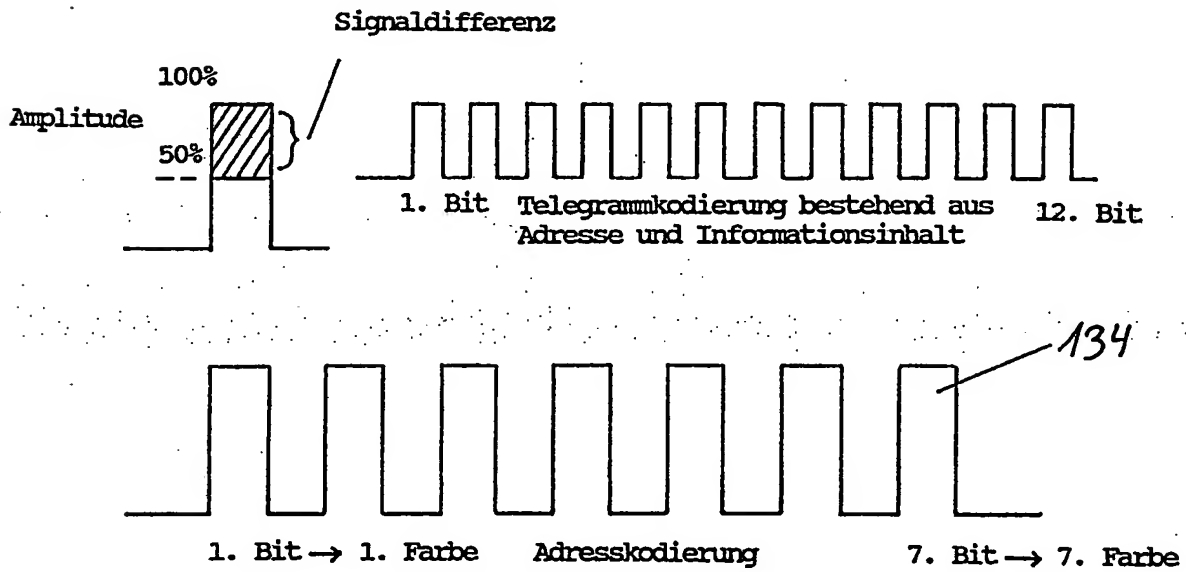 Signaldifferenz
100%
Amplitude
50%
1. Bit Telegrammkodierung bestehend aus 12. Bit
Adresse und Informationsinhalt
134
1. Bit → 1. Farbe Adresskodierung 7. Bit → 7. Farbe